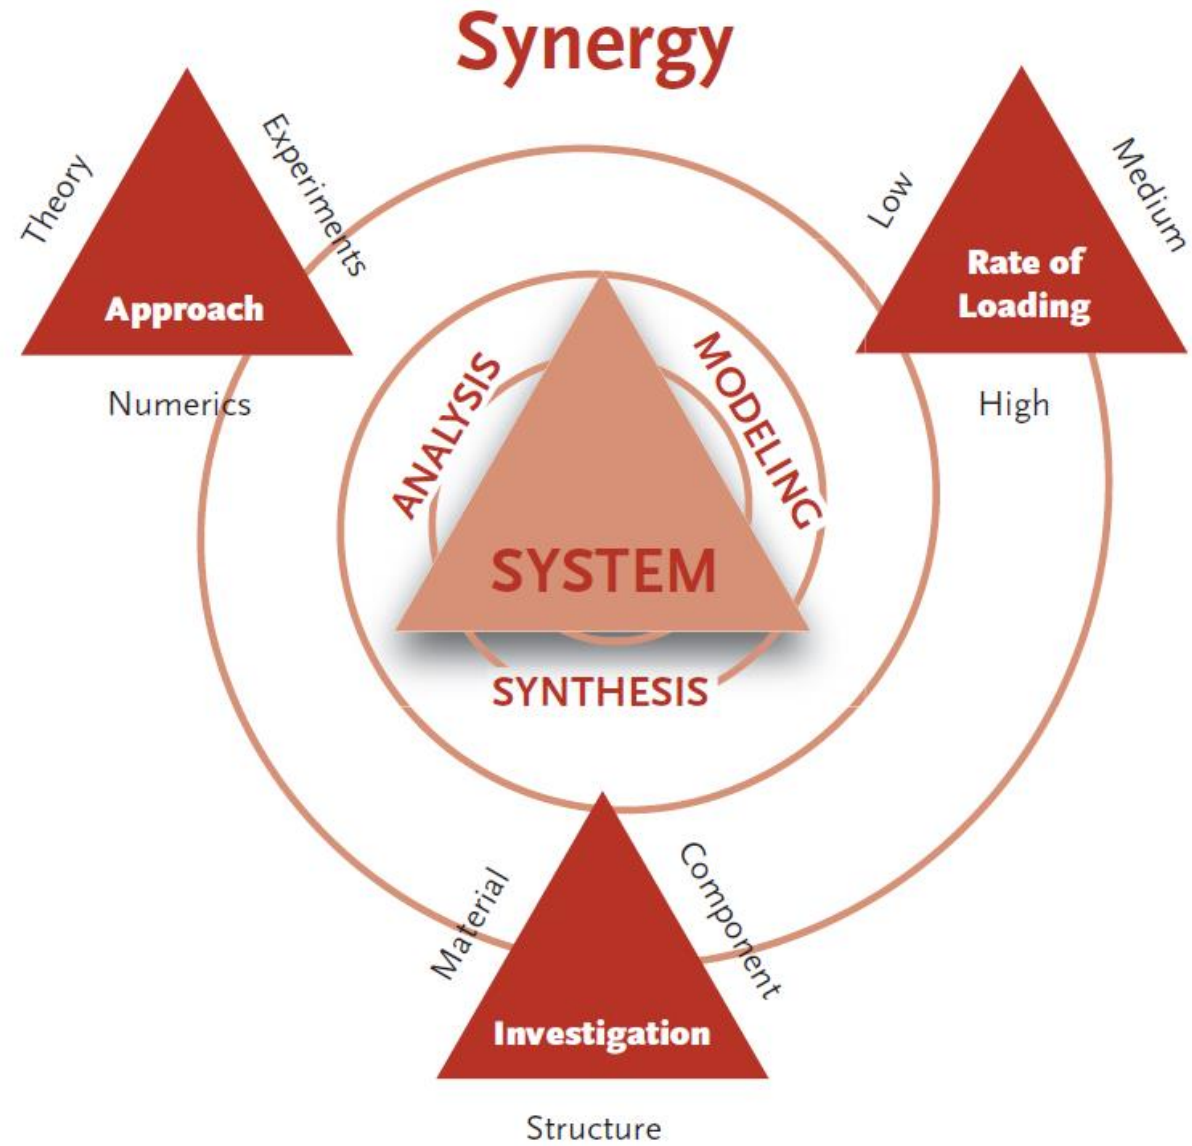 Synergy
Theory
Experiments
Approach
Numerics
Low
Medium
Rate of
Loading
High
ANALYSIS
MODELING
SYSTEM
SYNTHESIS
Material
Component
Investigation
Structure